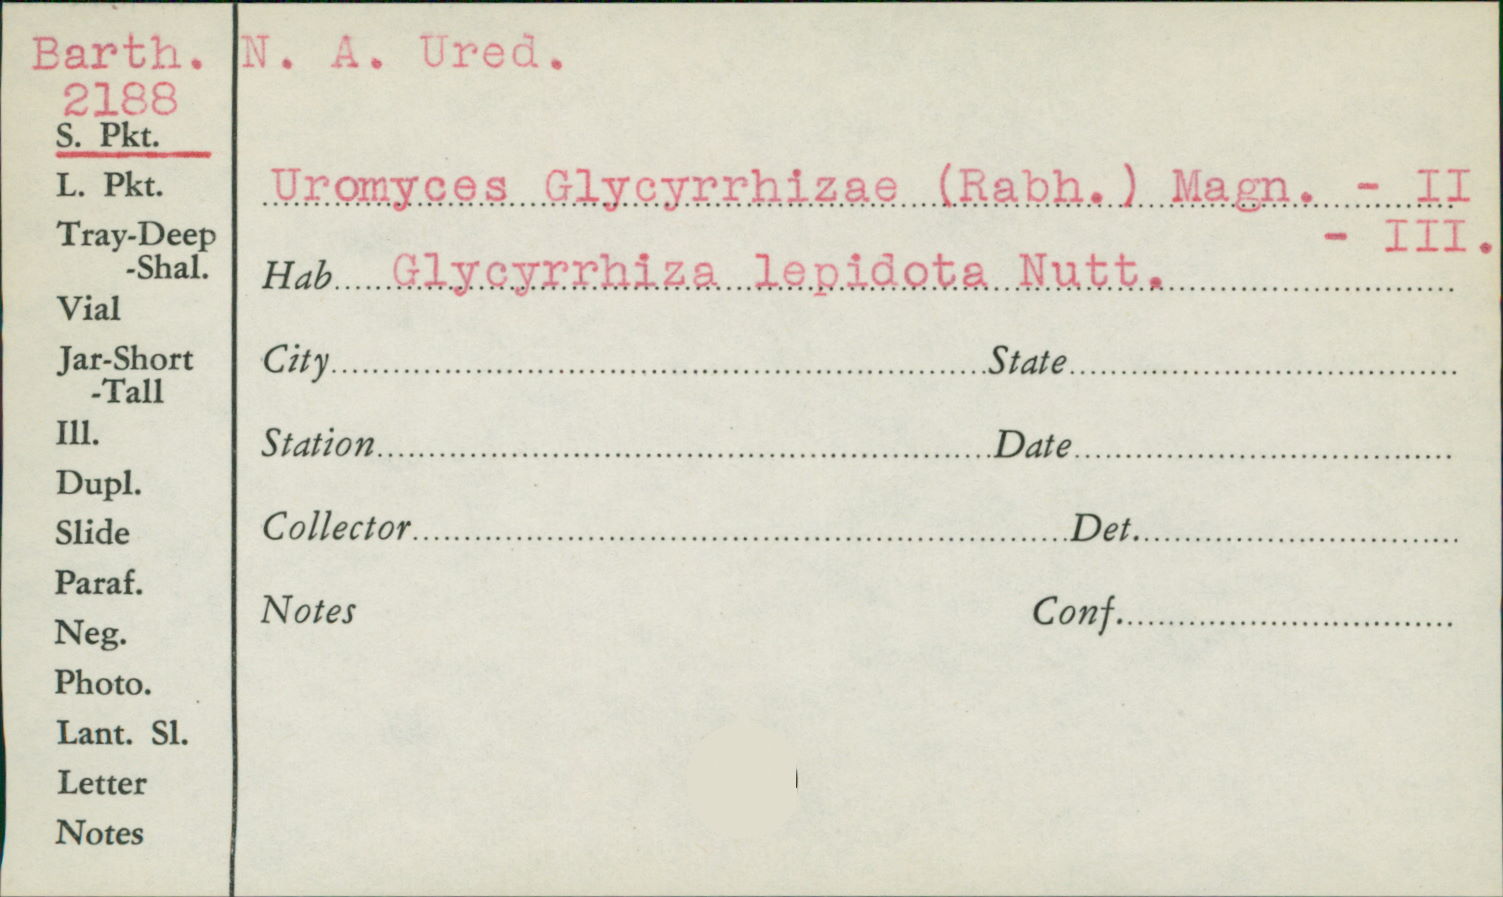 Barth. N. A. Ured.
2188
S. Pkt.
L. Pkt.
Tray-Deep
-Shal.
Vial
Jar-Short
-Tall
Ill.
Dupl.
Slide
Paraf.
Neg.
Photo.
Lant. Sl.
Letter
Notes
Uromyces Glycyrrhizae (Rabh.) Magn. - II
- III.
Hab.....Glycyrrhiza lepidota Nutt.
City State
Station Date
Collector Det.
Notes Conf.